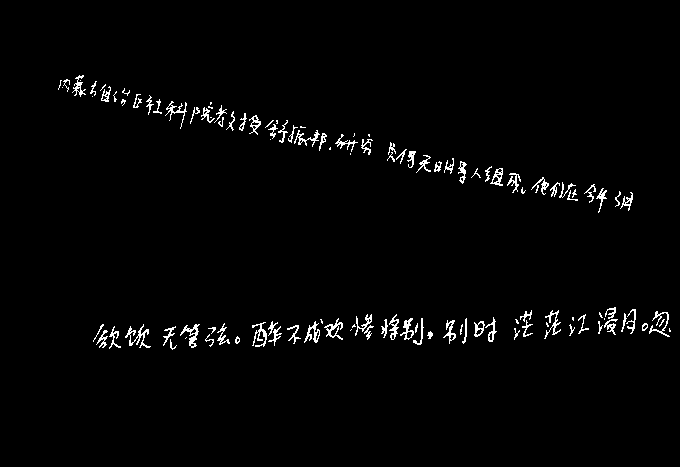 内蒙古自治区社科院教授舒振邦、研究员得天明等人组成。他们在今年3月
欲饮无管弦。醉不成欢惨将别,别时茫茫江浸月。忽